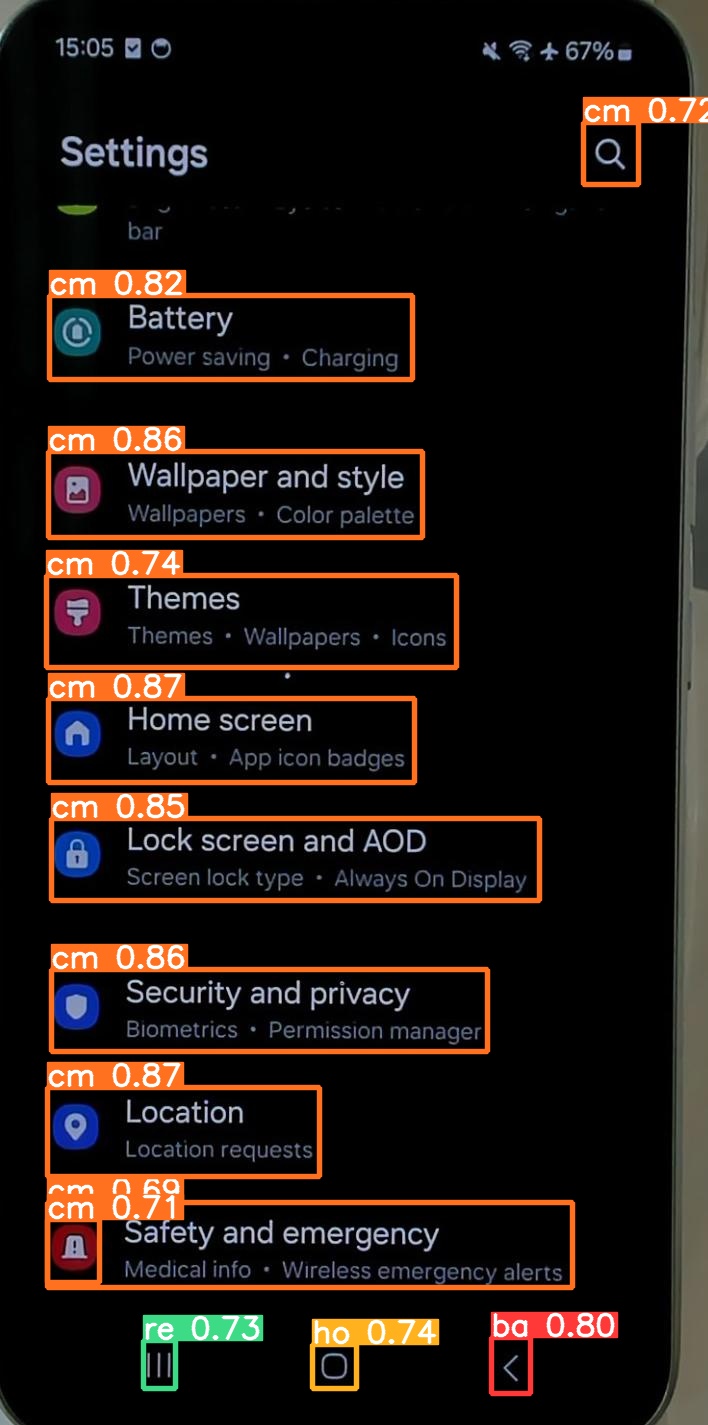 15:05
67%
cm 0.72
Settings
bar
cm 0.82
Battery
Power saving • Charging
cm 0.86
Wallpaper and style
Wallpapers • Color palette
cm 0.74
Themes
Themes • Wallpapers • Icons
cm 0.87
Home screen
Layout • App icon badges
cm 0.85
Lock screen and AOD
Screen lock type • Always On Display
cm 0.86
Security and privacy
Biometrics • Permission manager
cm 0.87
Location
Location requests
cm 0.69
cm 0.71
Safety and emergency
Medical info • Wireless emergency alerts
re 0.73
ho 0.74
ba 0.80